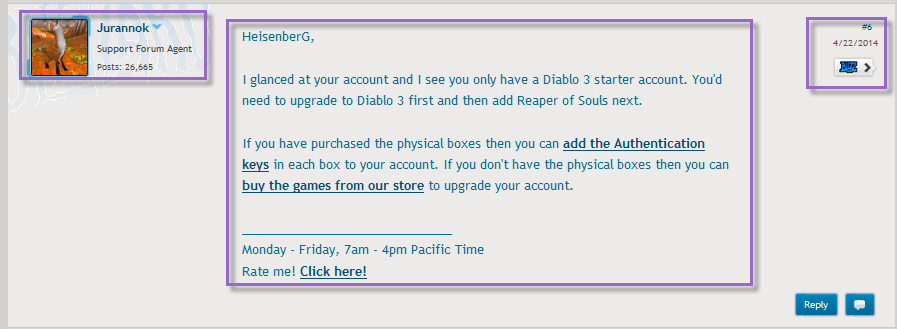 Jurannok
Support Forum Agent
Posts: 26,665
HeisenberG,
I glanced at your account and I see you only have a Diablo 3 starter account. You'd
need to upgrade to Diablo 3 first and then add Reaper of Souls next.
If you have purchased the physical boxes then you can add the Authentication
keys in each box to your account. If you don't have the physical boxes then you can
buy the games from our store to upgrade your account.
Monday - Friday, 7am - 4pm Pacific Time
Rate me! Click here!
#6
4/22/2014
Reply